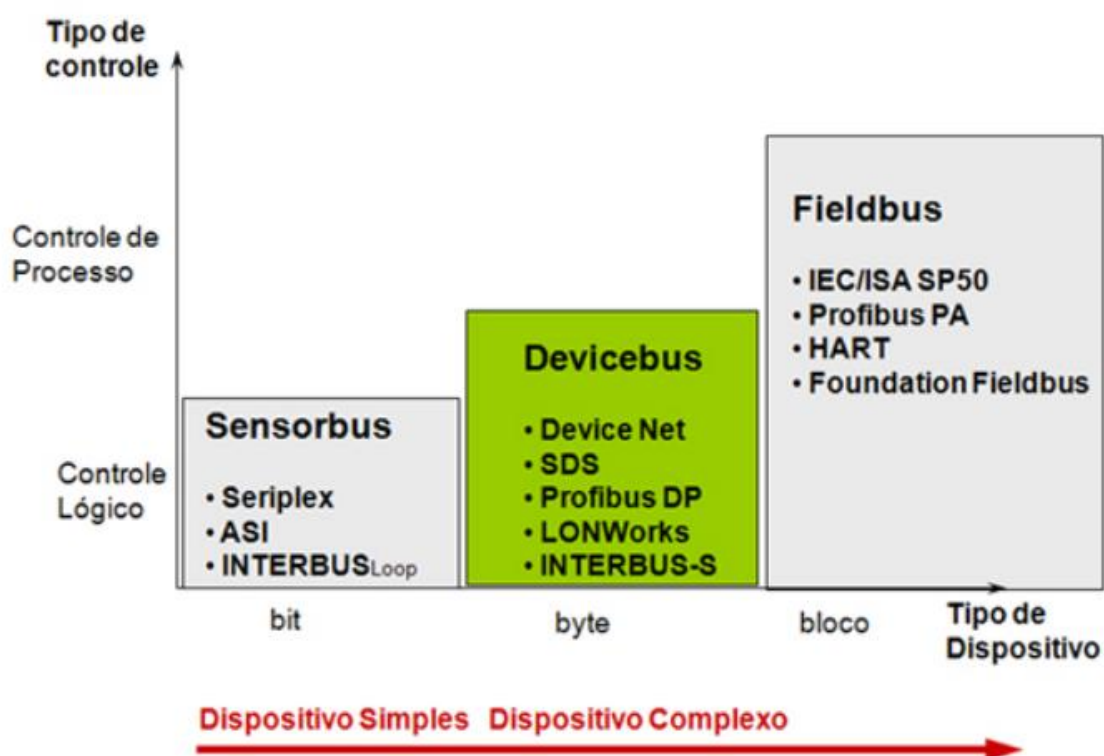 Tipo de
controle
Controle de
Processo
Controle
Lógico
Sensorbus
• Seriplex
• ASI
• INTERBUSLoop
Devicebus
• Device Net
• SDS
• Profibus DP
• LONWorks
• INTERBUS-S
Fieldbus
• IEC/ISA SP50
• Profibus PA
• HART
• Foundation Fieldbus
bit
byte
bloco
Tipo de
Dispositivo
Dispositivo Simples Dispositivo Complexo